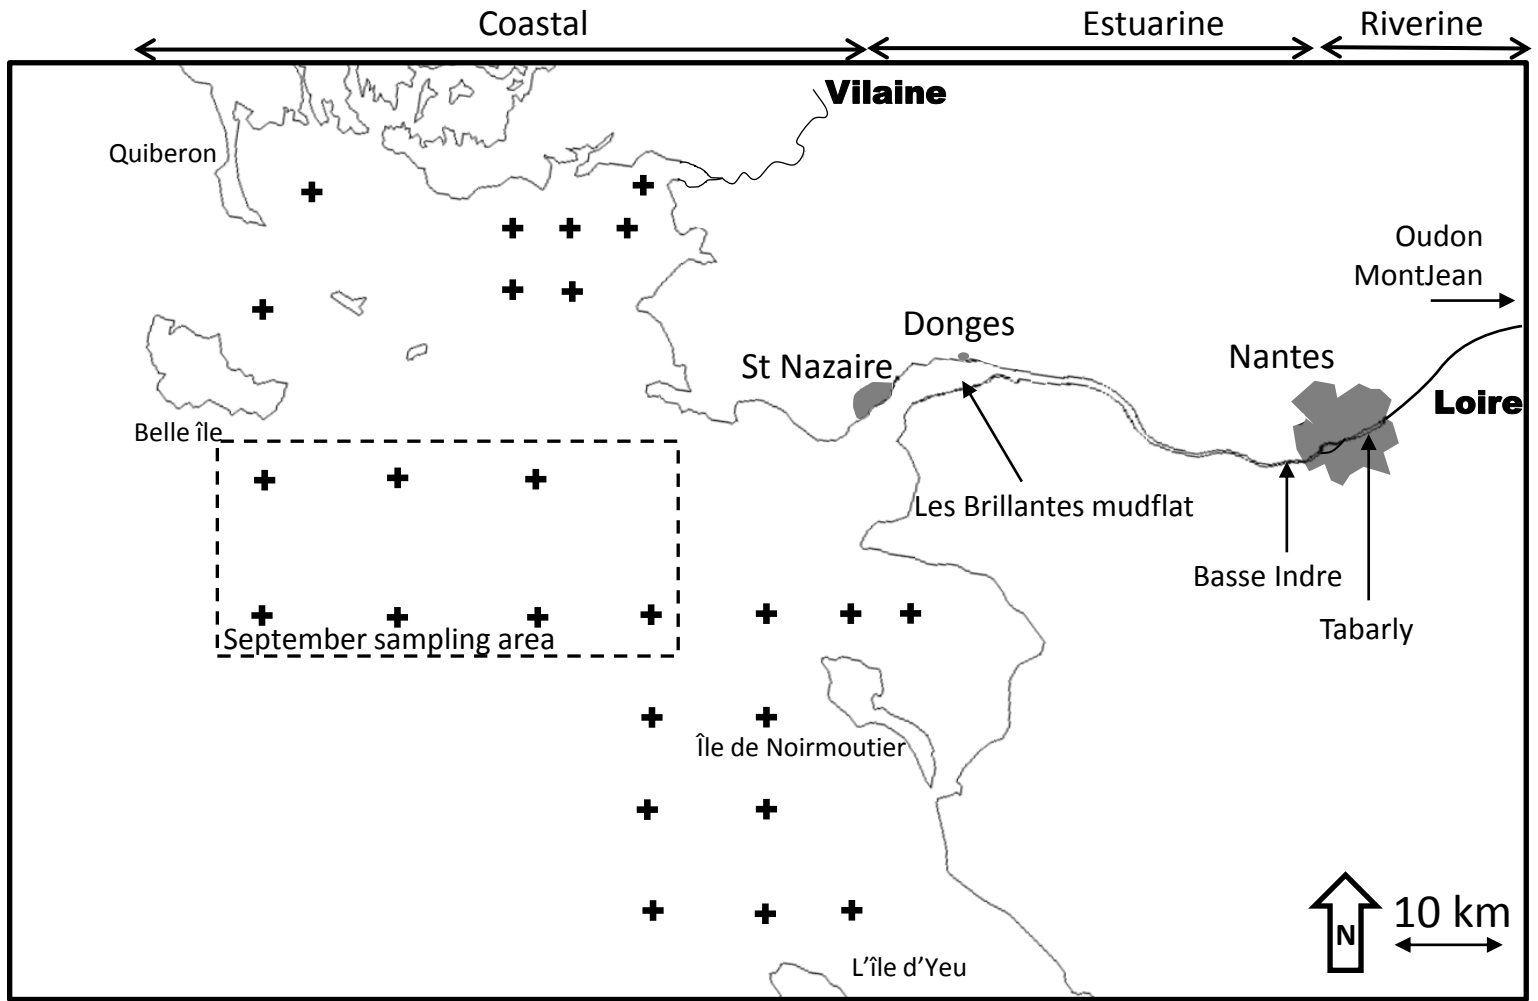 Coastal
Estuarine
Riverine
Vilaine
Quiberon
Oudon
MontJean
Donges
St Nazaire
Nantes
Loire
Belle île
Les Brillantes mudflat
Basse Indre
Tabarly
September sampling area
Île de Noirmoutier
10 km
N
L'île d'Yeu